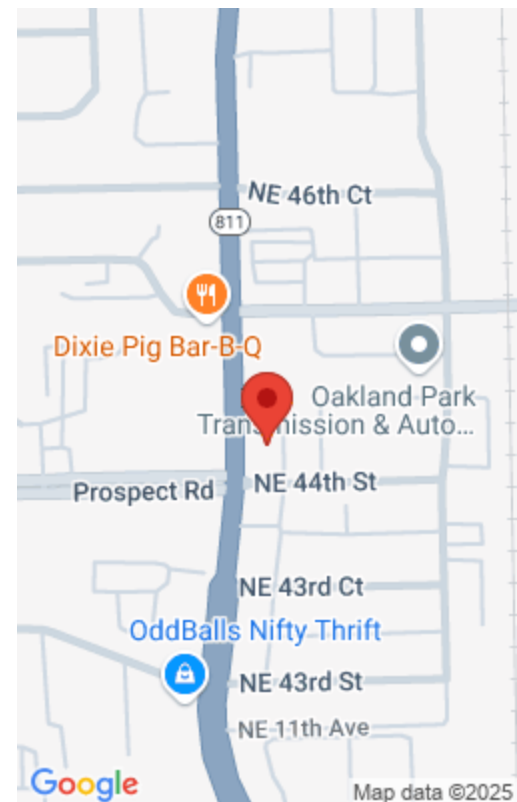 NE 46th Ct
811
Dixie Pig Bar-B-Q
Oakland Park
Transmission & Auto...
Prospect Rd
NE 44th St
NE 43rd Ct
OddBalls Nifty Thrift
NE 43rd St
NE 11th Ave
Google
Map data ©2025